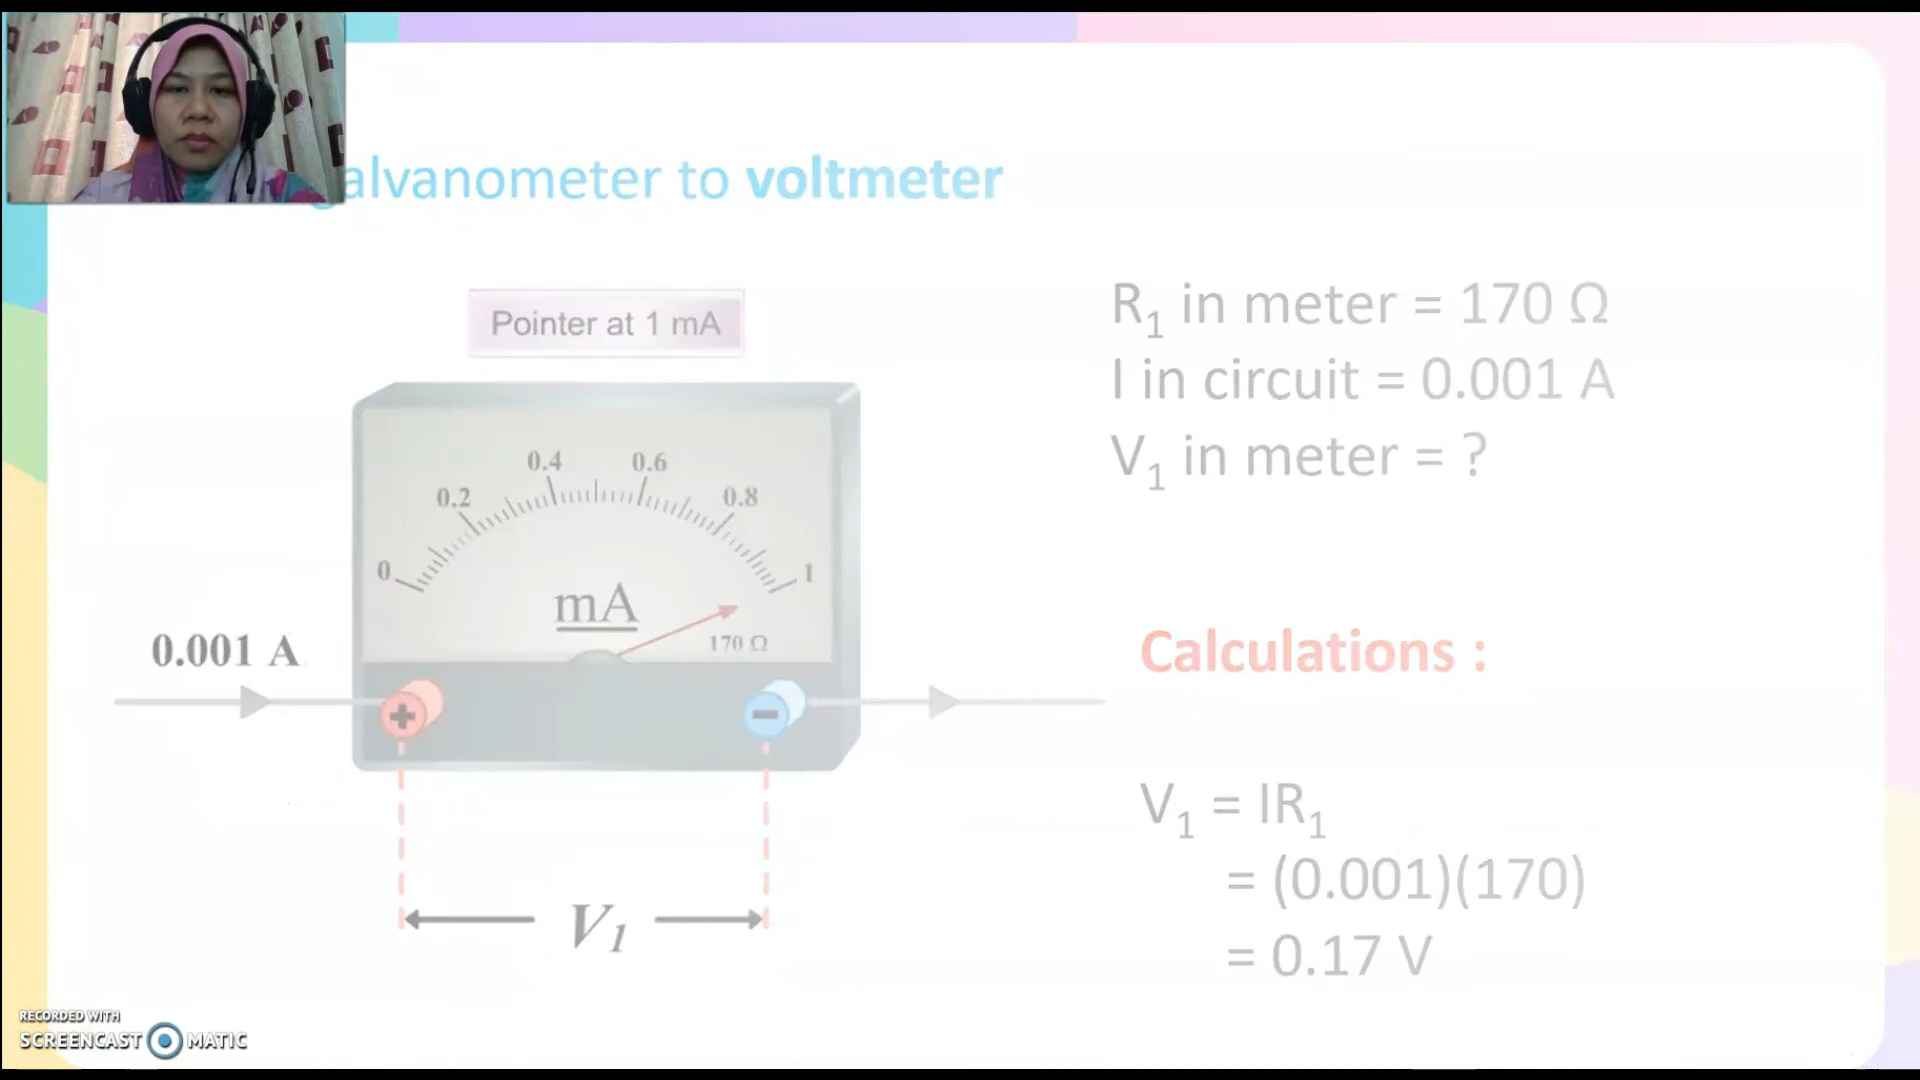 galvanometer to voltmeter
Pointer at 1 mA
0
0.2
0.4
0.6
0.8
1
mA
170 Ω
0.001 A
+
−
V₁
R₁ in meter = 170 Ω
I in circuit = 0.001 A
V₁ in meter = ?
Calculations :
V₁ = IR₁
= (0.001)(170)
= 0.17 V
RECORDED WITH
SCREENCAST MATIC